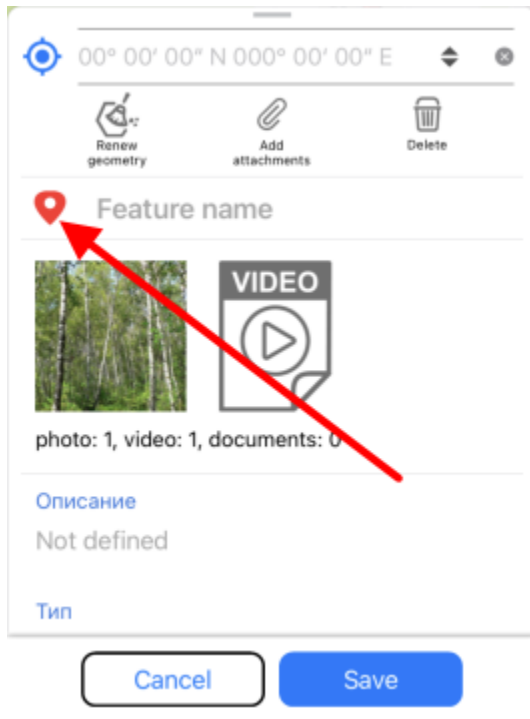 00° 00' 00" N 000° 00' 00" E
Renew
geometry
Add
attachments
Delete
Feature name
VIDEO
photo: 1, video: 1, documents: 0
Описание
Not defined
Тип
Cancel
Save